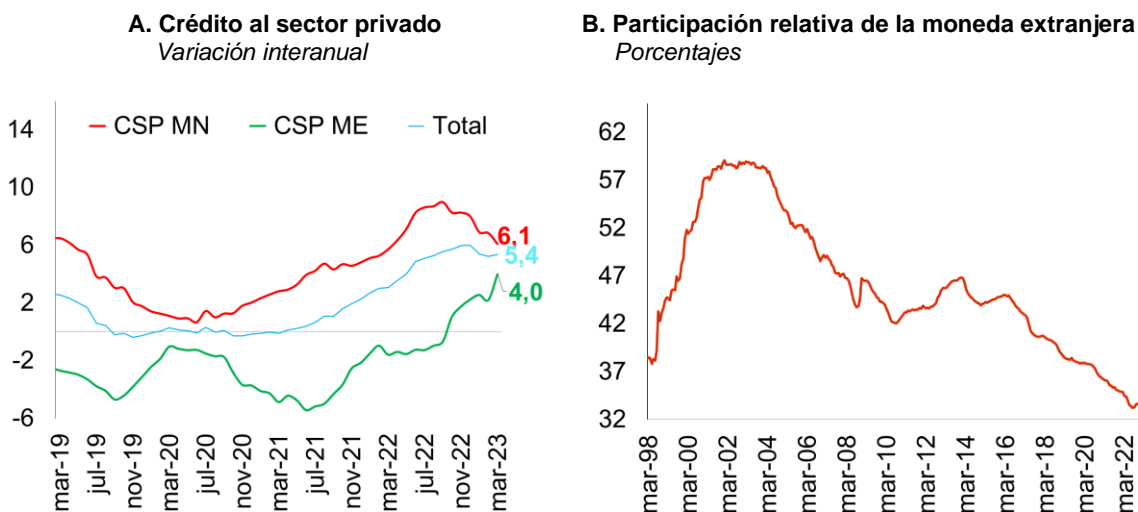 A. Crédito al sector privado
Variación interanual
14
CSP MN CSP ME Total
10
6
2
-2
-6
6,1
5,4
4,0
mar-19
jul-19
nov-19
mar-20
jul-20
nov-20
mar-21
jul-21
nov-21
mar-22
jul-22
nov-22
mar-23
B. Participación relativa de la moneda extranjera
Porcentajes
62
57
52
47
42
37
32
mar-98
mar-00
mar-02
mar-04
mar-06
mar-08
mar-10
mar-12
mar-14
mar-16
mar-18
mar-20
mar-22